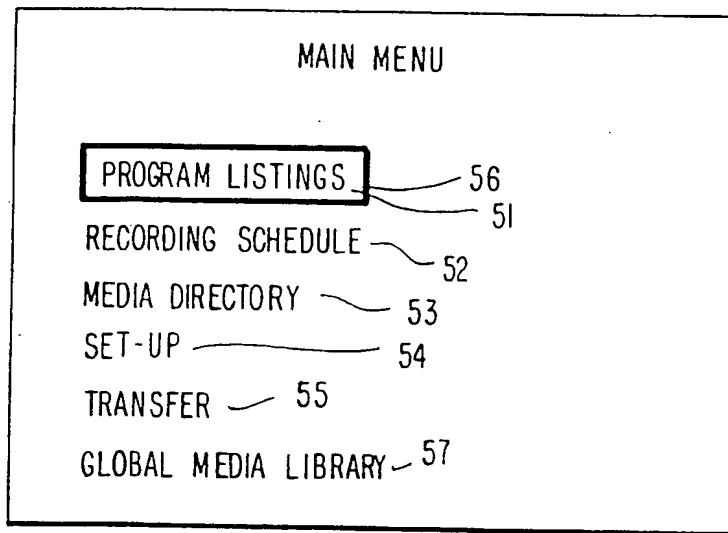 MAIN MENU
PROGRAM LISTINGS 56
51
RECORDING SCHEDULE 52
MEDIA DIRECTORY 53
SET-UP 54
TRANSFER 55
GLOBAL MEDIA LIBRARY 57